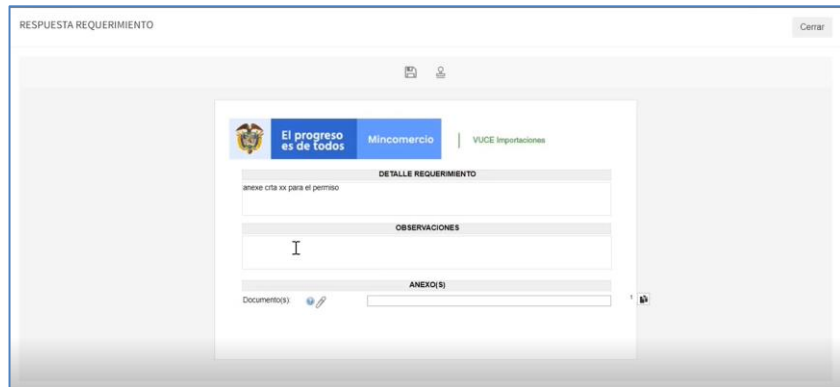 RESPUESTA REQUERIMIENTO
Cerrar
El progreso
es de todos
Mincomercio
VUCE Importaciones
DETALLE REQUERIMIENTO
anexe crta xx para el permiso
OBSERVACIONES
ANEXO(S)
Documento(s)
1